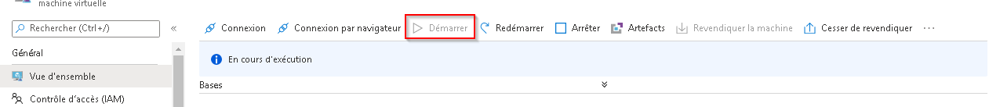 machine virtuelle
Rechercher (Ctrl+/)
«
Connexion
Connexion par navigateur
Démarrer
Redémarrer
Arrêter
Artefacts
Revendiquer la machine
Cesser de revendiquer
...
En cours d'exécution
Général
Vue d'ensemble
Bases
Contrôle d'accès (IAM)